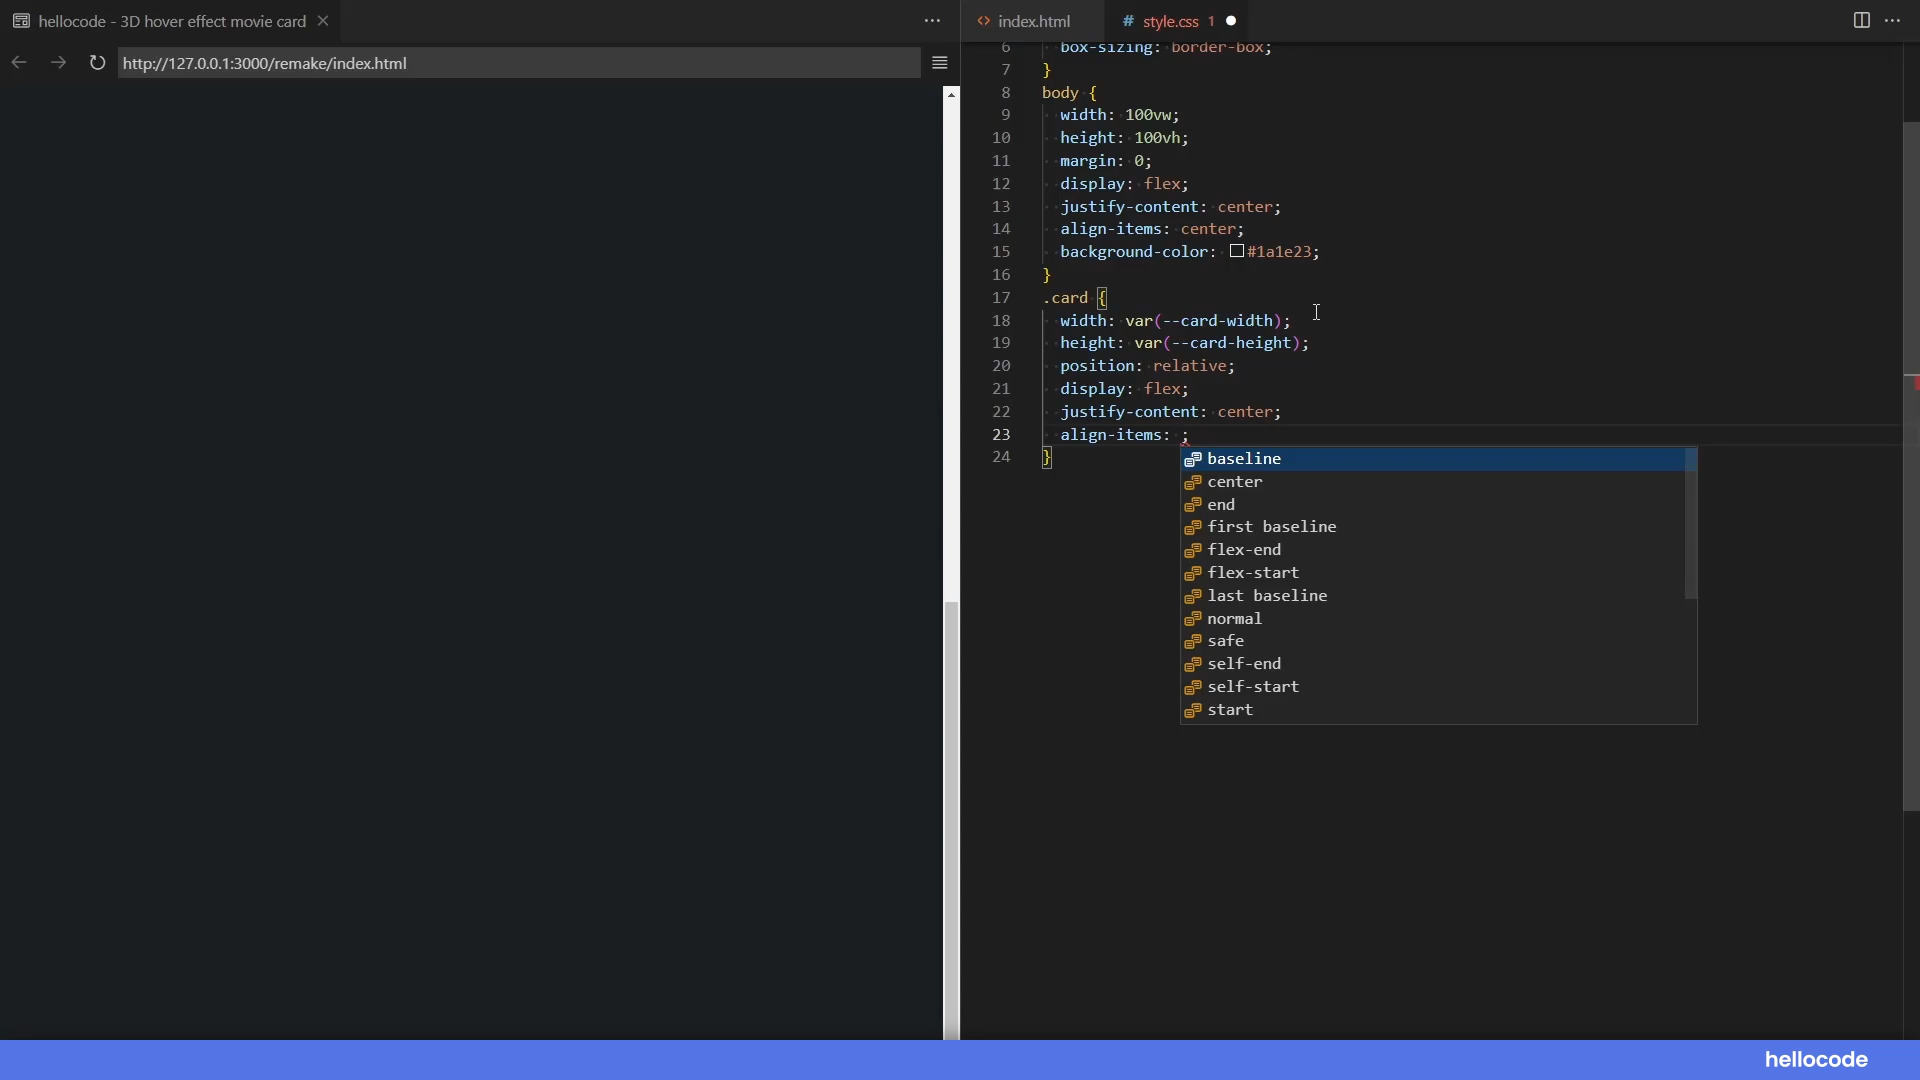 hellocode - 3D hover effect movie card
http://127.0.0.1:3000/remake/index.html
index.html
# style.css 1
6 box-sizing: border-box;
7 }
8 body {
9 width: 100vw;
10 height: 100vh;
11 margin: 0;
12 display: flex;
13 justify-content: center;
14 align-items: center;
15 background-color: #1a1e23;
16 }
17 .card {
18 width: var(--card-width);
19 height: var(--card-height);
20 position: relative;
21 display: flex;
22 justify-content: center;
23 align-items: ;
24 }
baseline
center
end
first baseline
flex-end
flex-start
last baseline
normal
safe
self-end
self-start
start
hellocode